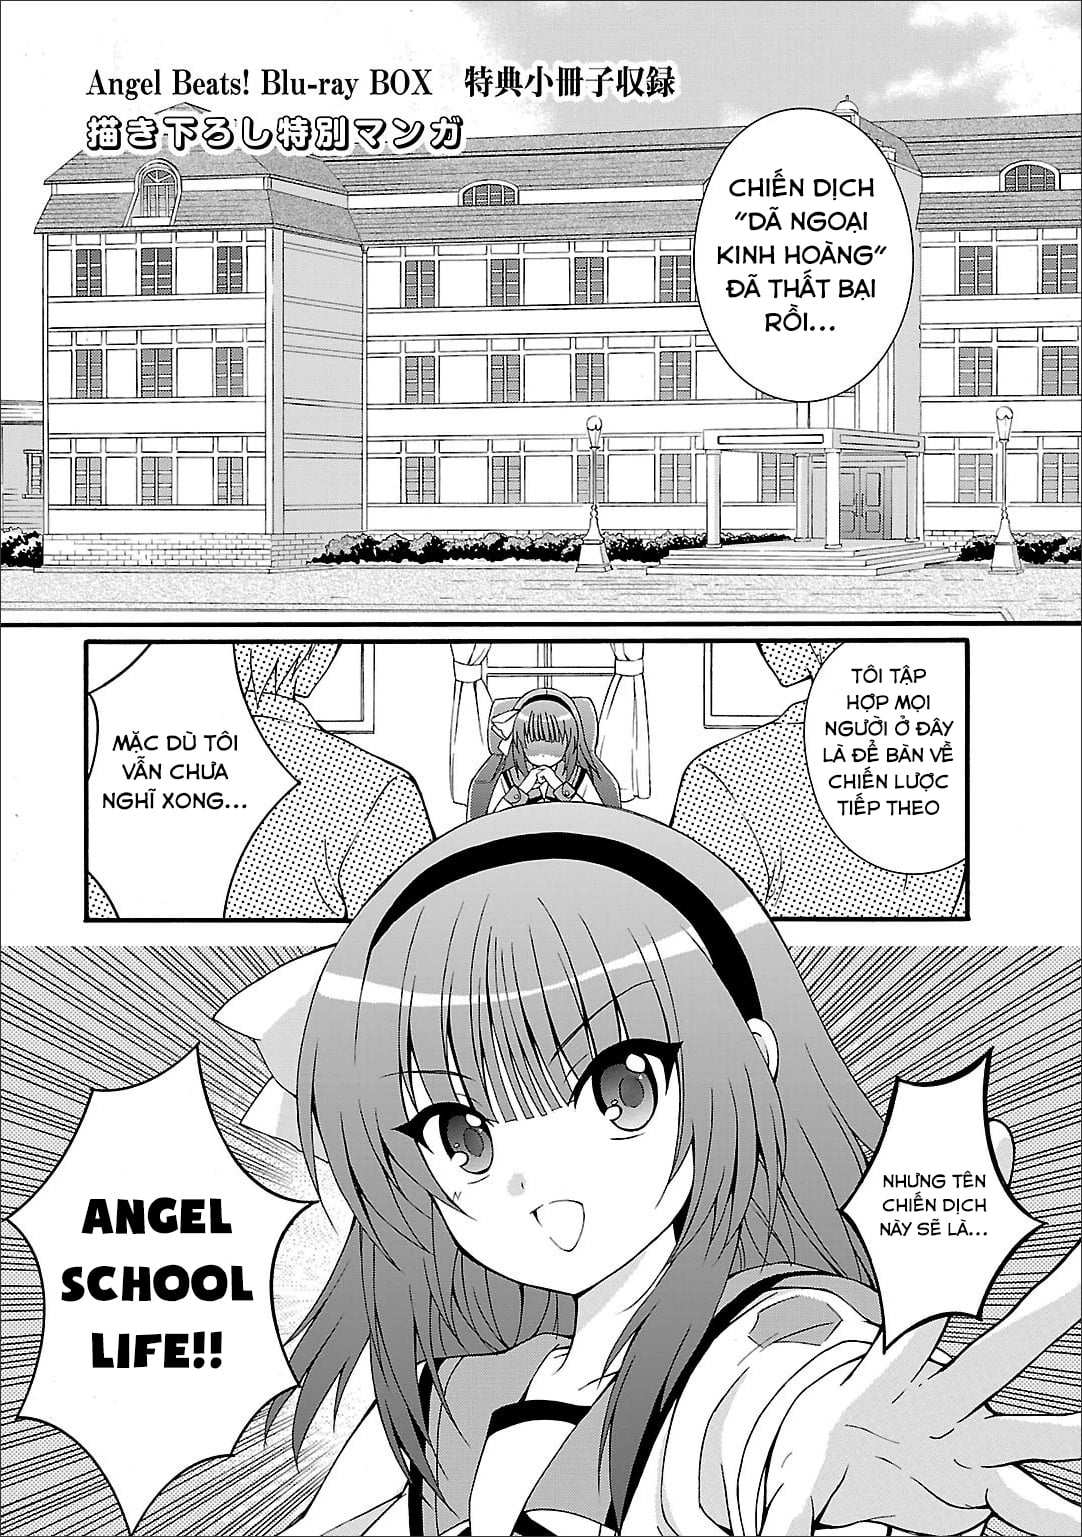 Angel Beats! Blu-ray BOX 特典小冊子収録
描き下ろし特別マンガ
CHIẾN DỊCH
“DÃ NGOẠI
KINH HOÀNG“
ĐÃ THẤT BẠI
RỒI...
TÔI TẬP
HỢP MỌI
NGƯỜI Ở ĐÂY
LÀ ĐỂ BÀN VỀ
CHIẾN LƯỢC
TIẾP THEO
MẶC DÙ TÔI
VẪN CHƯA
NGHĨ XONG...
NHƯNG TÊN
CHIẾN DỊCH
NÀY SẼ LÀ...
ANGEL
SCHOOL
LIFE!!